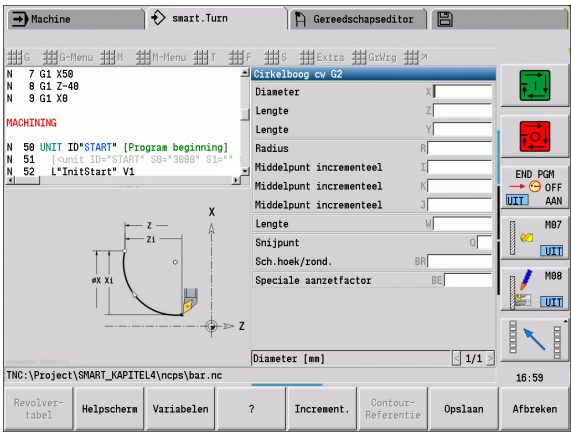 Machine
smart.Turn
Gereedschapseditor
G
G-Menu
M
M-Menu
T
F
S
Extra
GrWrg
N 7 G1 X50
N 8 G1 Z-40
N 9 G1 X0
MACHINING
N 50 UNIT ID"START" [Program beginning]
N 51 [<unit ID="START" S0="3000" S1="" S
N 52 L"InitStart" V1
Cirkelboog cw G2
Diameter X
Lengte Z
Lengte Y
Radius R
Middelpunt incrementeel I
Middelpunt incrementeel K
Middelpunt incrementeel J
Lengte W
Snijpunt Q
Sch.hoek/rond. BR
Speciale aanzetfactor BE
X
Z
Zi
øX Xi
Z
Diameter [mm]
1/1
TNC:\Project\SMART_KAPITEL4\ncps\bar.nc
END PGM
OFF
UIT AAN
M07
UIT
M08
UIT
16:59
Revolver-
tabel
Helpscherm
Variabelen
?
Increment.
Contour-
Referentie
Opslaan
Afbreken